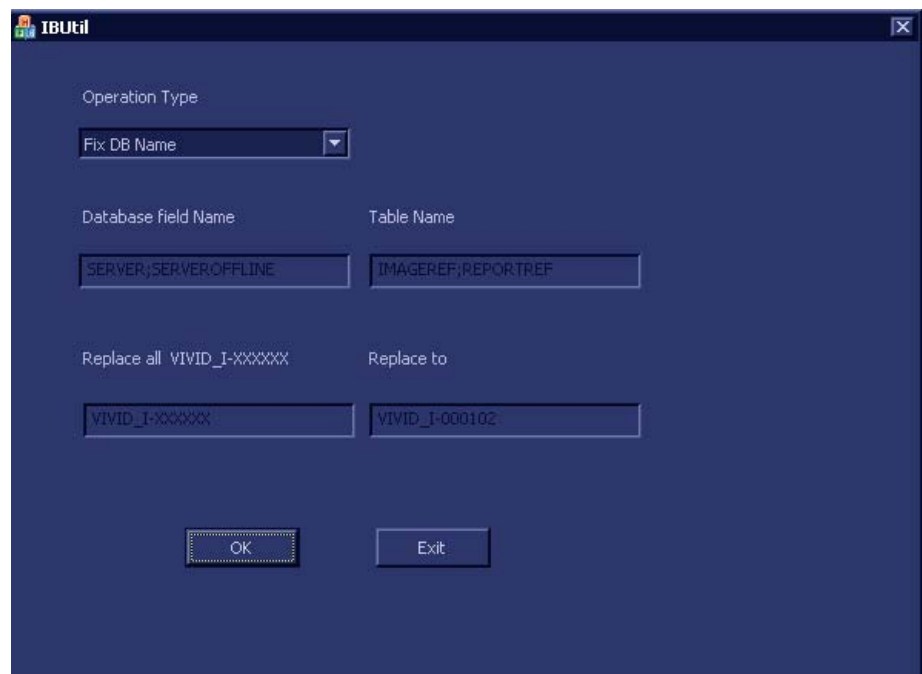 IBUtil
Operation Type
Fix DB Name
Database field Name Table Name
SERVER;SERVEROFFLINE IMAGEREF;REPORTREF
Replace all VIVID_I-XXXXXX Replace to
VIVID_I-XXXXXX VIVID_I-000102
OK Exit